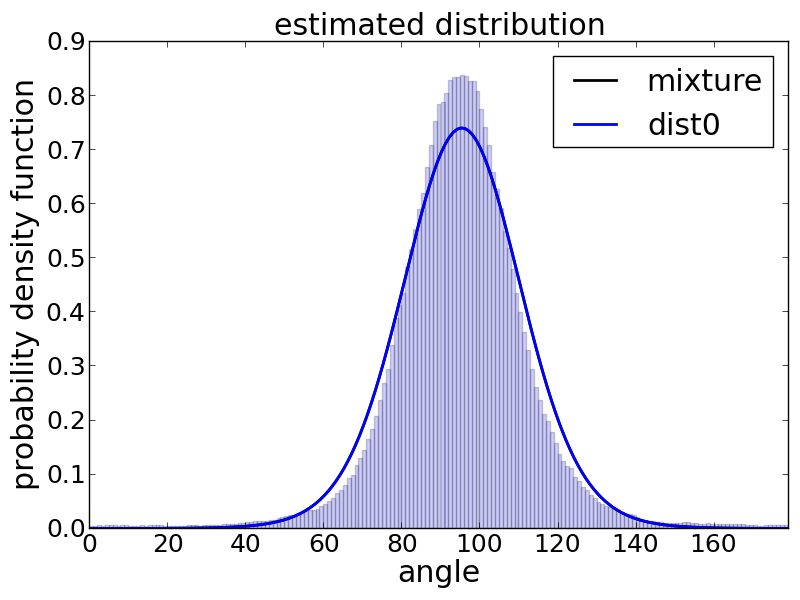 estimated distribution
probability density function
0.9
0.8
0.7
0.6
0.5
0.4
0.3
0.2
0.1
0.0
mixture
dist0
0 20 40 60 80 100 120 140 160
angle